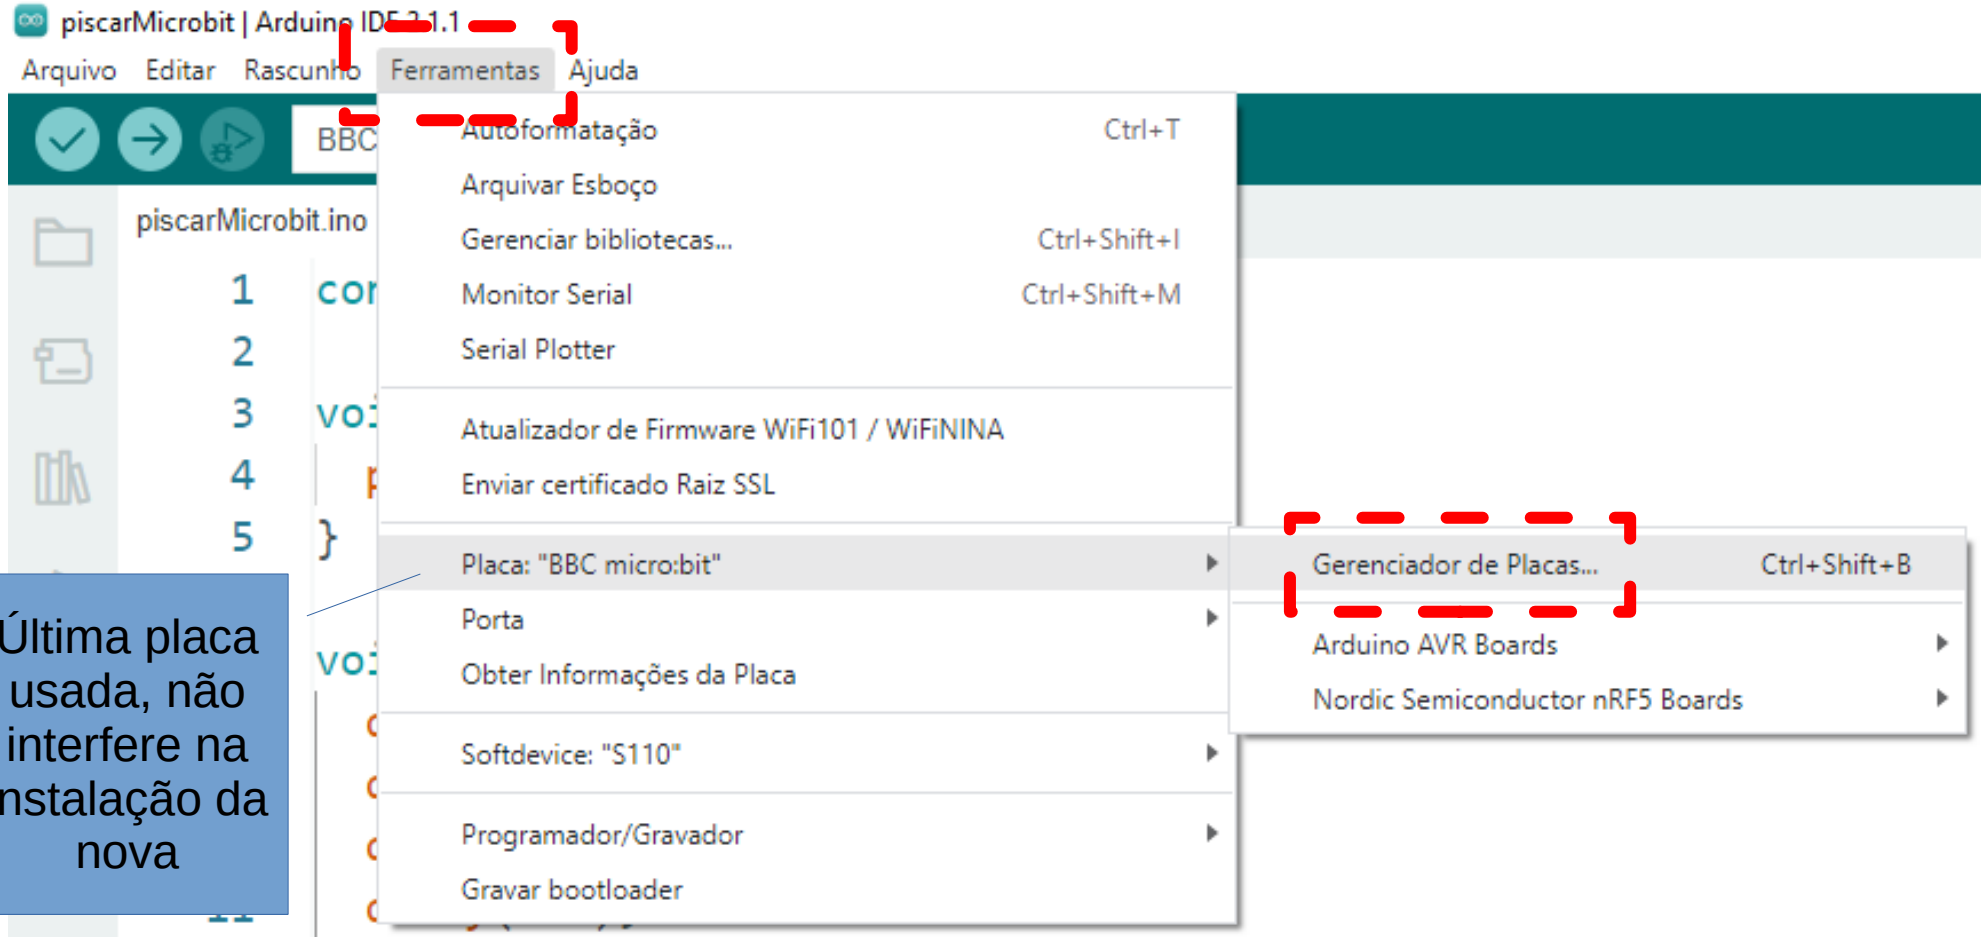 piscarMicrobit | Arduino IDE 2.1.1
Arquivo Editar Rascunho Ferramentas Ajuda
BBC
Autoformatação Ctrl+T
Arquivar Esboço
piscarMicrobit.ino
Gerenciar bibliotecas... Ctrl+Shift+I
1
Monitor Serial Ctrl+Shift+M
2
Serial Plotter
3
Atualizador de Firmware WiFi101 / WiFiNINA
4
Enviar certificado Raiz SSL
5 }
Placa: "BBC micro:bit"
Gerenciador de Placas... Ctrl+Shift+B
Porta
Arduino AVR Boards
Obter Informações da Placa
Nordic Semiconductor nRF5 Boards
Softdevice: "S110"
Programador/Gravador
Gravar bootloader
Última placa
usada, não
interfere na
nstalação da
nova